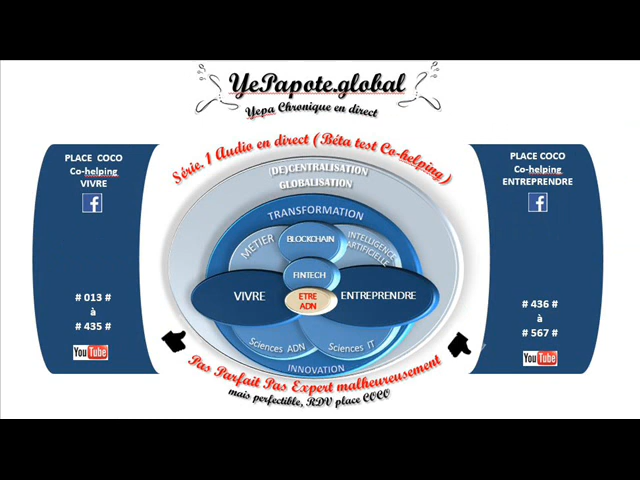 YePapote.global
Yepa Chronique en direct
Série, 1 Audio en direct (Béta test Co-helping)
PLACE COCO
Co-helping
VIVRE
# 013 #
à
# 435 #
YouTube
(DE)CENTRALISATION
GLOBALISATION
TRANSFORMATION
METIER
BLOCKCHAIN
INTELLIGENCE
ARTIFICIELLE
FINTECH
VIVRE
ETRE
ADN
ENTREPRENDRE
Sciences ADN
Sciences IT
INNOVATION
PLACE COCO
Co-helping
ENTREPRENDRE
# 436 #
à
# 567 #
YouTube
Pas Parfait Pas Expert malheureusement
mais perfectible, RDV place COCO